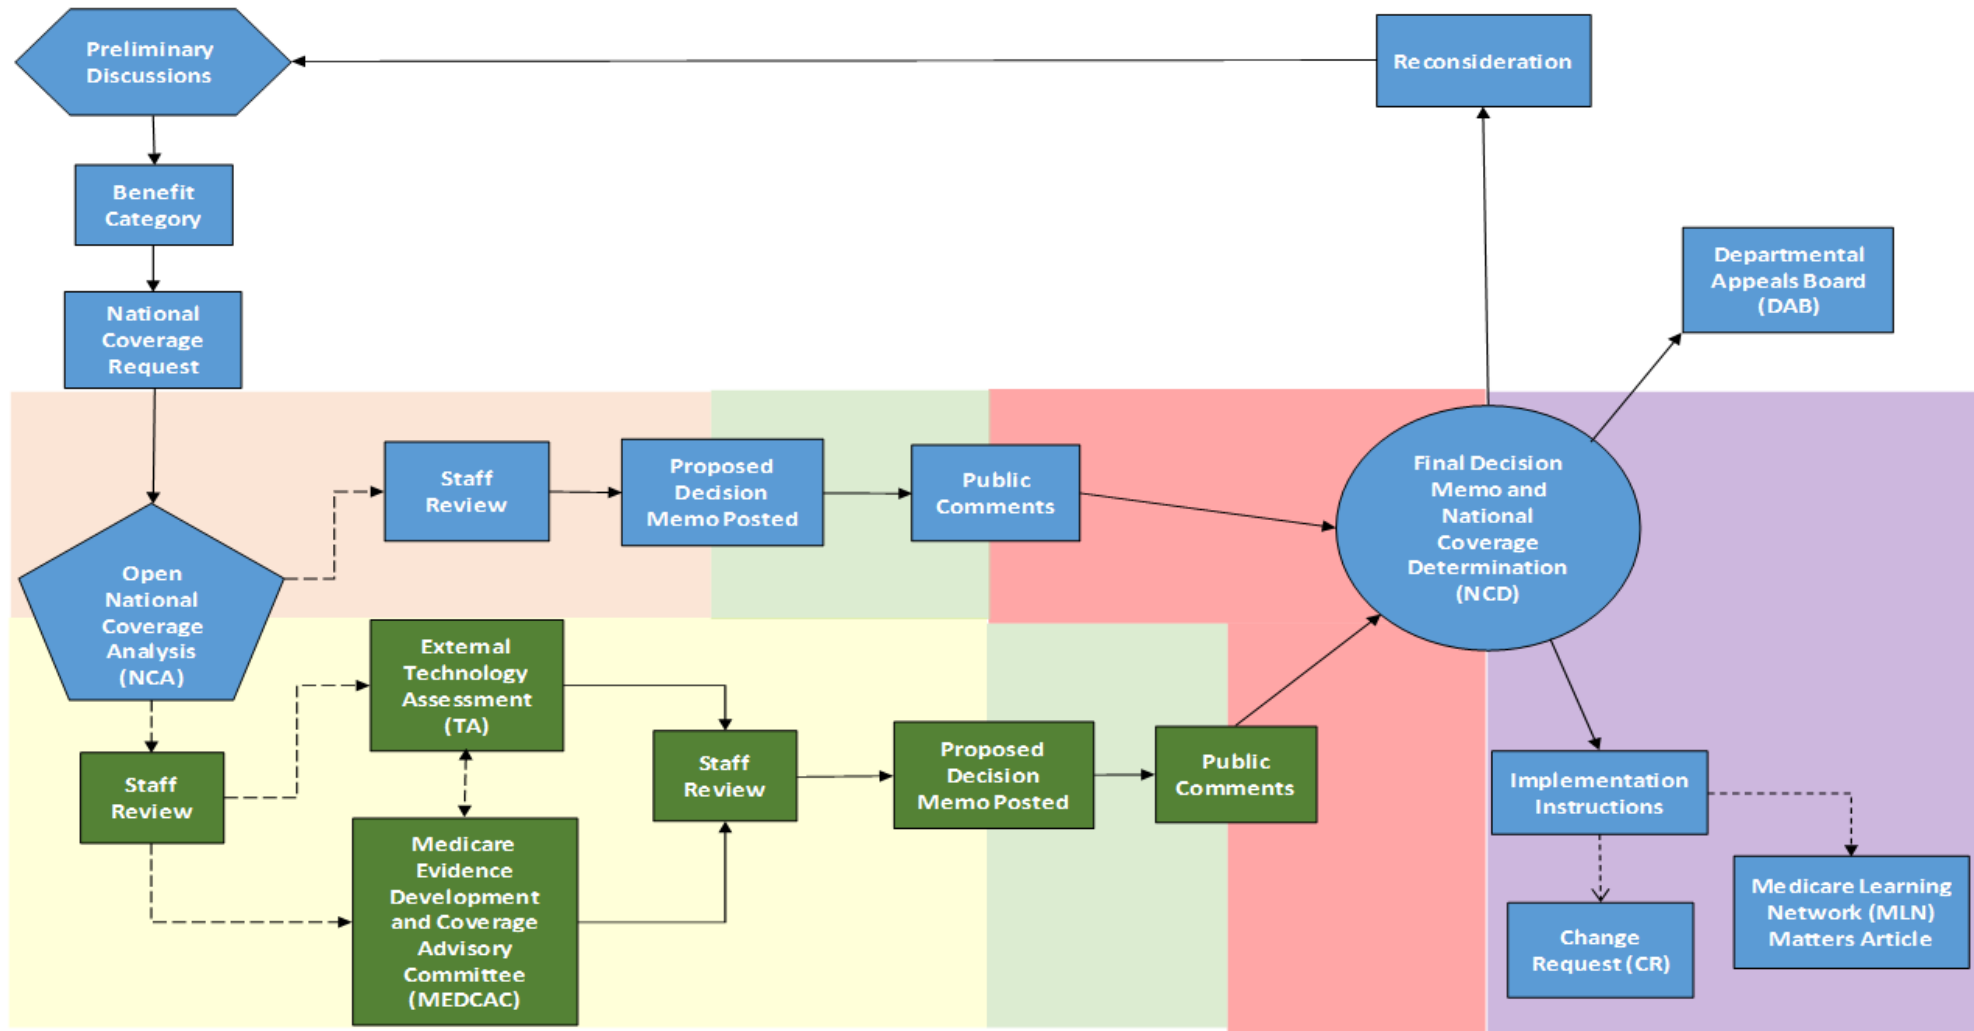 Preliminary
Discussions
Reconsideration
Benefit
Category
National
Coverage
Request
Departmental
Appeals Board
(DAB)
Staff
Review
Proposed
Decision
Memo Posted
Public
Comments
Final Decision
Memo and
National
Coverage
Determination
(NCD)
Open
National
Coverage
Analysis
(NCA)
External
Technology
Assessment
(TA)
Staff
Review
Staff
Review
Proposed
Decision
Memo Posted
Public
Comments
Medicare
Evidence
Development
and Coverage
Advisory
Committee
(MEDCAC)
Implementation
Instructions
Change
Request (CR)
Medicare Learning
Network (MLN)
Matters Article